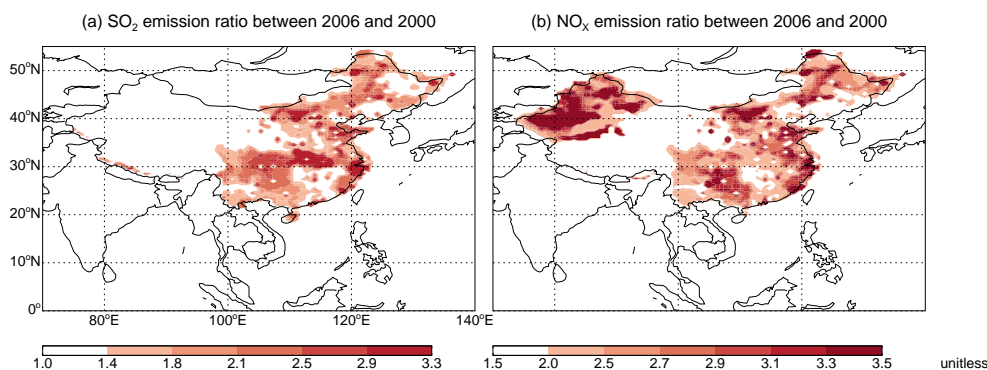 (a) SO₂ emission ratio between 2006 and 2000
(b) NOₓ emission ratio between 2006 and 2000
50°N
40°N
30°N
20°N
10°N
0°
80°E 100°E 120°E 140°E
1.0 1.4 1.8 2.1 2.5 2.9 3.3
1.5 2.0 2.5 2.7 2.9 3.1 3.3 3.5 unitless